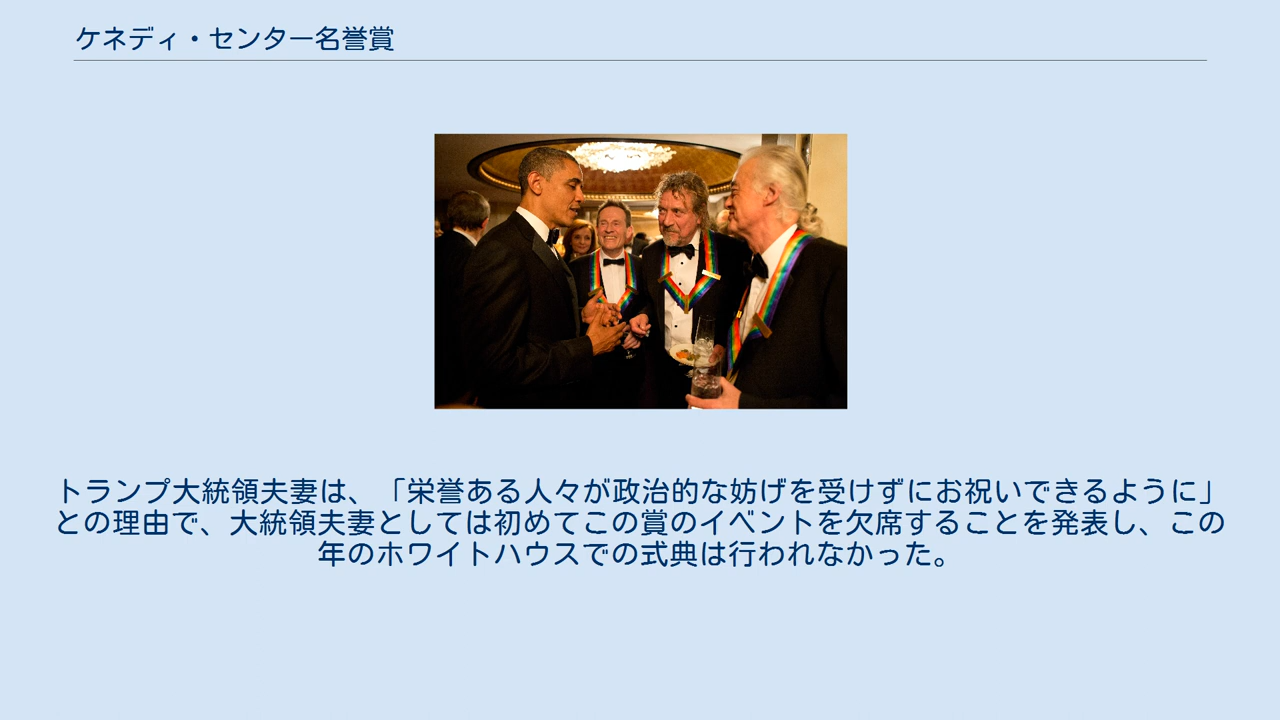 ケネディ・センター名誉賞
トランプ大統領夫妻は、「栄誉ある人々が政治的な妨げを受けずにお祝いできるように」
との理由で、大統領夫妻としては初めてこの賞のイベントを欠席することを発表し、この
年のホワイトハウスでの式典は行われなかった。